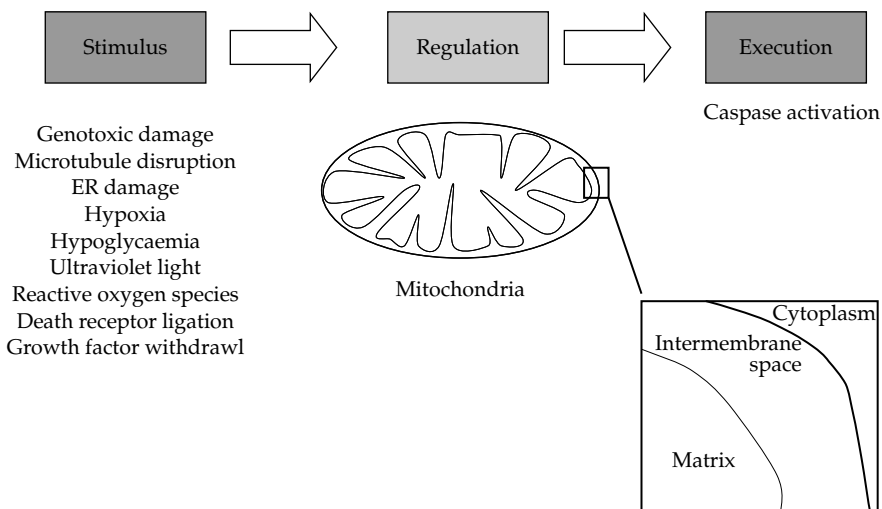 Stimulus
Regulation
Execution
Genotoxic damage
Microtubule disruption
ER damage
Hypoxia
Hypoglycaemia
Ultraviolet light
Reactive oxygen species
Death receptor ligation
Growth factor withdrawl
Mitochondria
Caspase activation
Cytoplasm
Intermembrane
space
Matrix